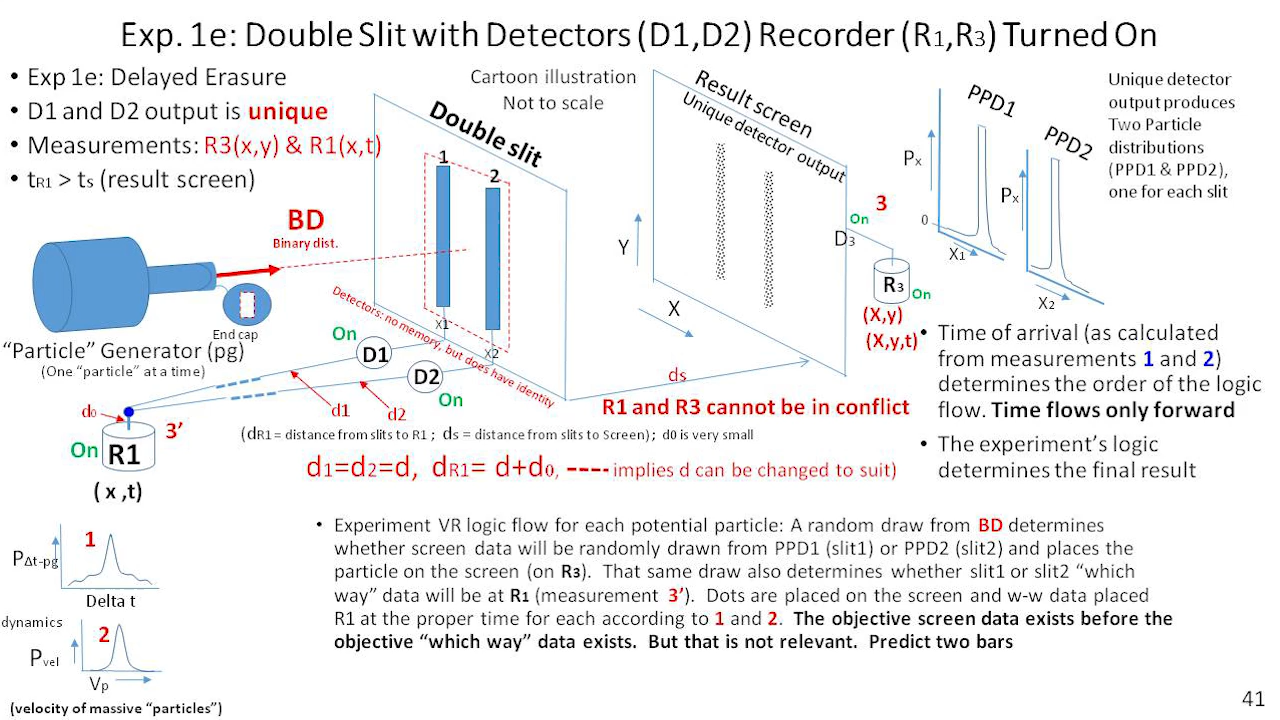 Exp. 1e: Double Slit with Detectors (D1,D2) Recorder (R1,R3) Turned On
• Exp 1e: Delayed Erasure
• D1 and D2 output is unique
• Measurements: R3(x,y) & R1(x,t)
• tR1 > ts (result screen)
Cartoon illustration
Not to scale
Double slit
1
2
BD
Binary dist.
Result screen
Unique detector output
PPD1
PPD2
Px
Px
0
X1
X2
Unique detector
output produces
Two Particle
distributions
(PPD1 & PPD2),
one for each slit
Y
X
On
3
D3
R3
On
(X,y)
(X,y,t)
End cap
"Particle" Generator (pg)
(One "particle" at a time)
Detectors: no memory, but does have identity
X1
X2
On
D1
D2
On
d1
d2
ds
d0
3'
On
R1
( x ,t)
R1 and R3 cannot be in conflict
(dR1 = distance from slits to R1 ; ds = distance from slits to Screen) ; d0 is very small
d1=d2=d, dR1= d+d0, ---- implies d can be changed to suit)
• Time of arrival (as calculated
from measurements 1 and 2)
determines the order of the logic
flow. Time flows only forward
• The experiment's logic
determines the final result
1
P∆t-pg
Delta t
dynamics
2
Pvel
Vp
(velocity of massive "particles")
• Experiment VR logic flow for each potential particle: A random draw from BD determines
whether screen data will be randomly drawn from PPD1 (slit1) or PPD2 (slit2) and places the
particle on the screen (on R3). That same draw also determines whether slit1 or slit2 "which
way" data will be at R1 (measurement 3'). Dots are placed on the screen and w-w data placed
R1 at the proper time for each according to 1 and 2. The objective screen data exists before the
objective "which way" data exists. But that is not relevant. Predict two bars
41